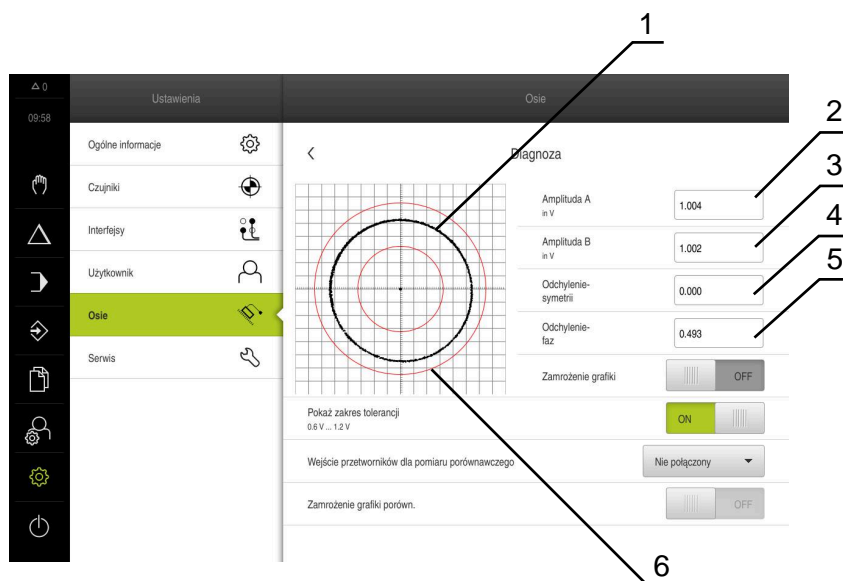 1
△ 0
09:58
Ustawienia
Osie
Ogólne informacje
Czujniki
Interfejsy
Użytkownik
Osie
Serwis
Diagnoza
Amplituda A
in V
1.004
2
Amplituda B
in V
1.002
3
Odchylenie-
symetrii
0.000
4
Odchylenie-
faz
0.493
5
Zamrożenie grafiki
OFF
Pokaż zakres tolerancji
0.6 V ... 1.2 V
ON
Wejście przetworników dla pomiaru porównawczego
Nie połączony
Zamrożenie grafiki porówn.
OFF
6